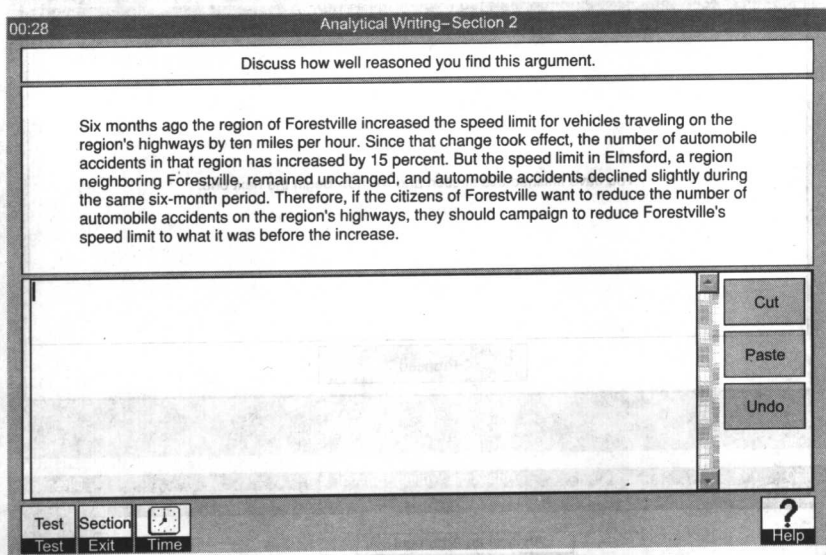 00:28
Analytical Writing–Section 2
Discuss how well reasoned you find this argument.
Six months ago the region of Forestville increased the speed limit for vehicles traveling on the
region's highways by ten miles per hour. Since that change took effect, the number of automobile
accidents in that region has increased by 15 percent. But the speed limit in Elmsford, a region
neighboring Forestville, remained unchanged, and automobile accidents declined slightly during
the same six-month period. Therefore, if the citizens of Forestville want to reduce the number of
automobile accidents on the region's highways, they should campaign to reduce Forestville's
speed limit to what it was before the increase.
Cut
Paste
Undo
Test Section
Test Exit Time
?
Help